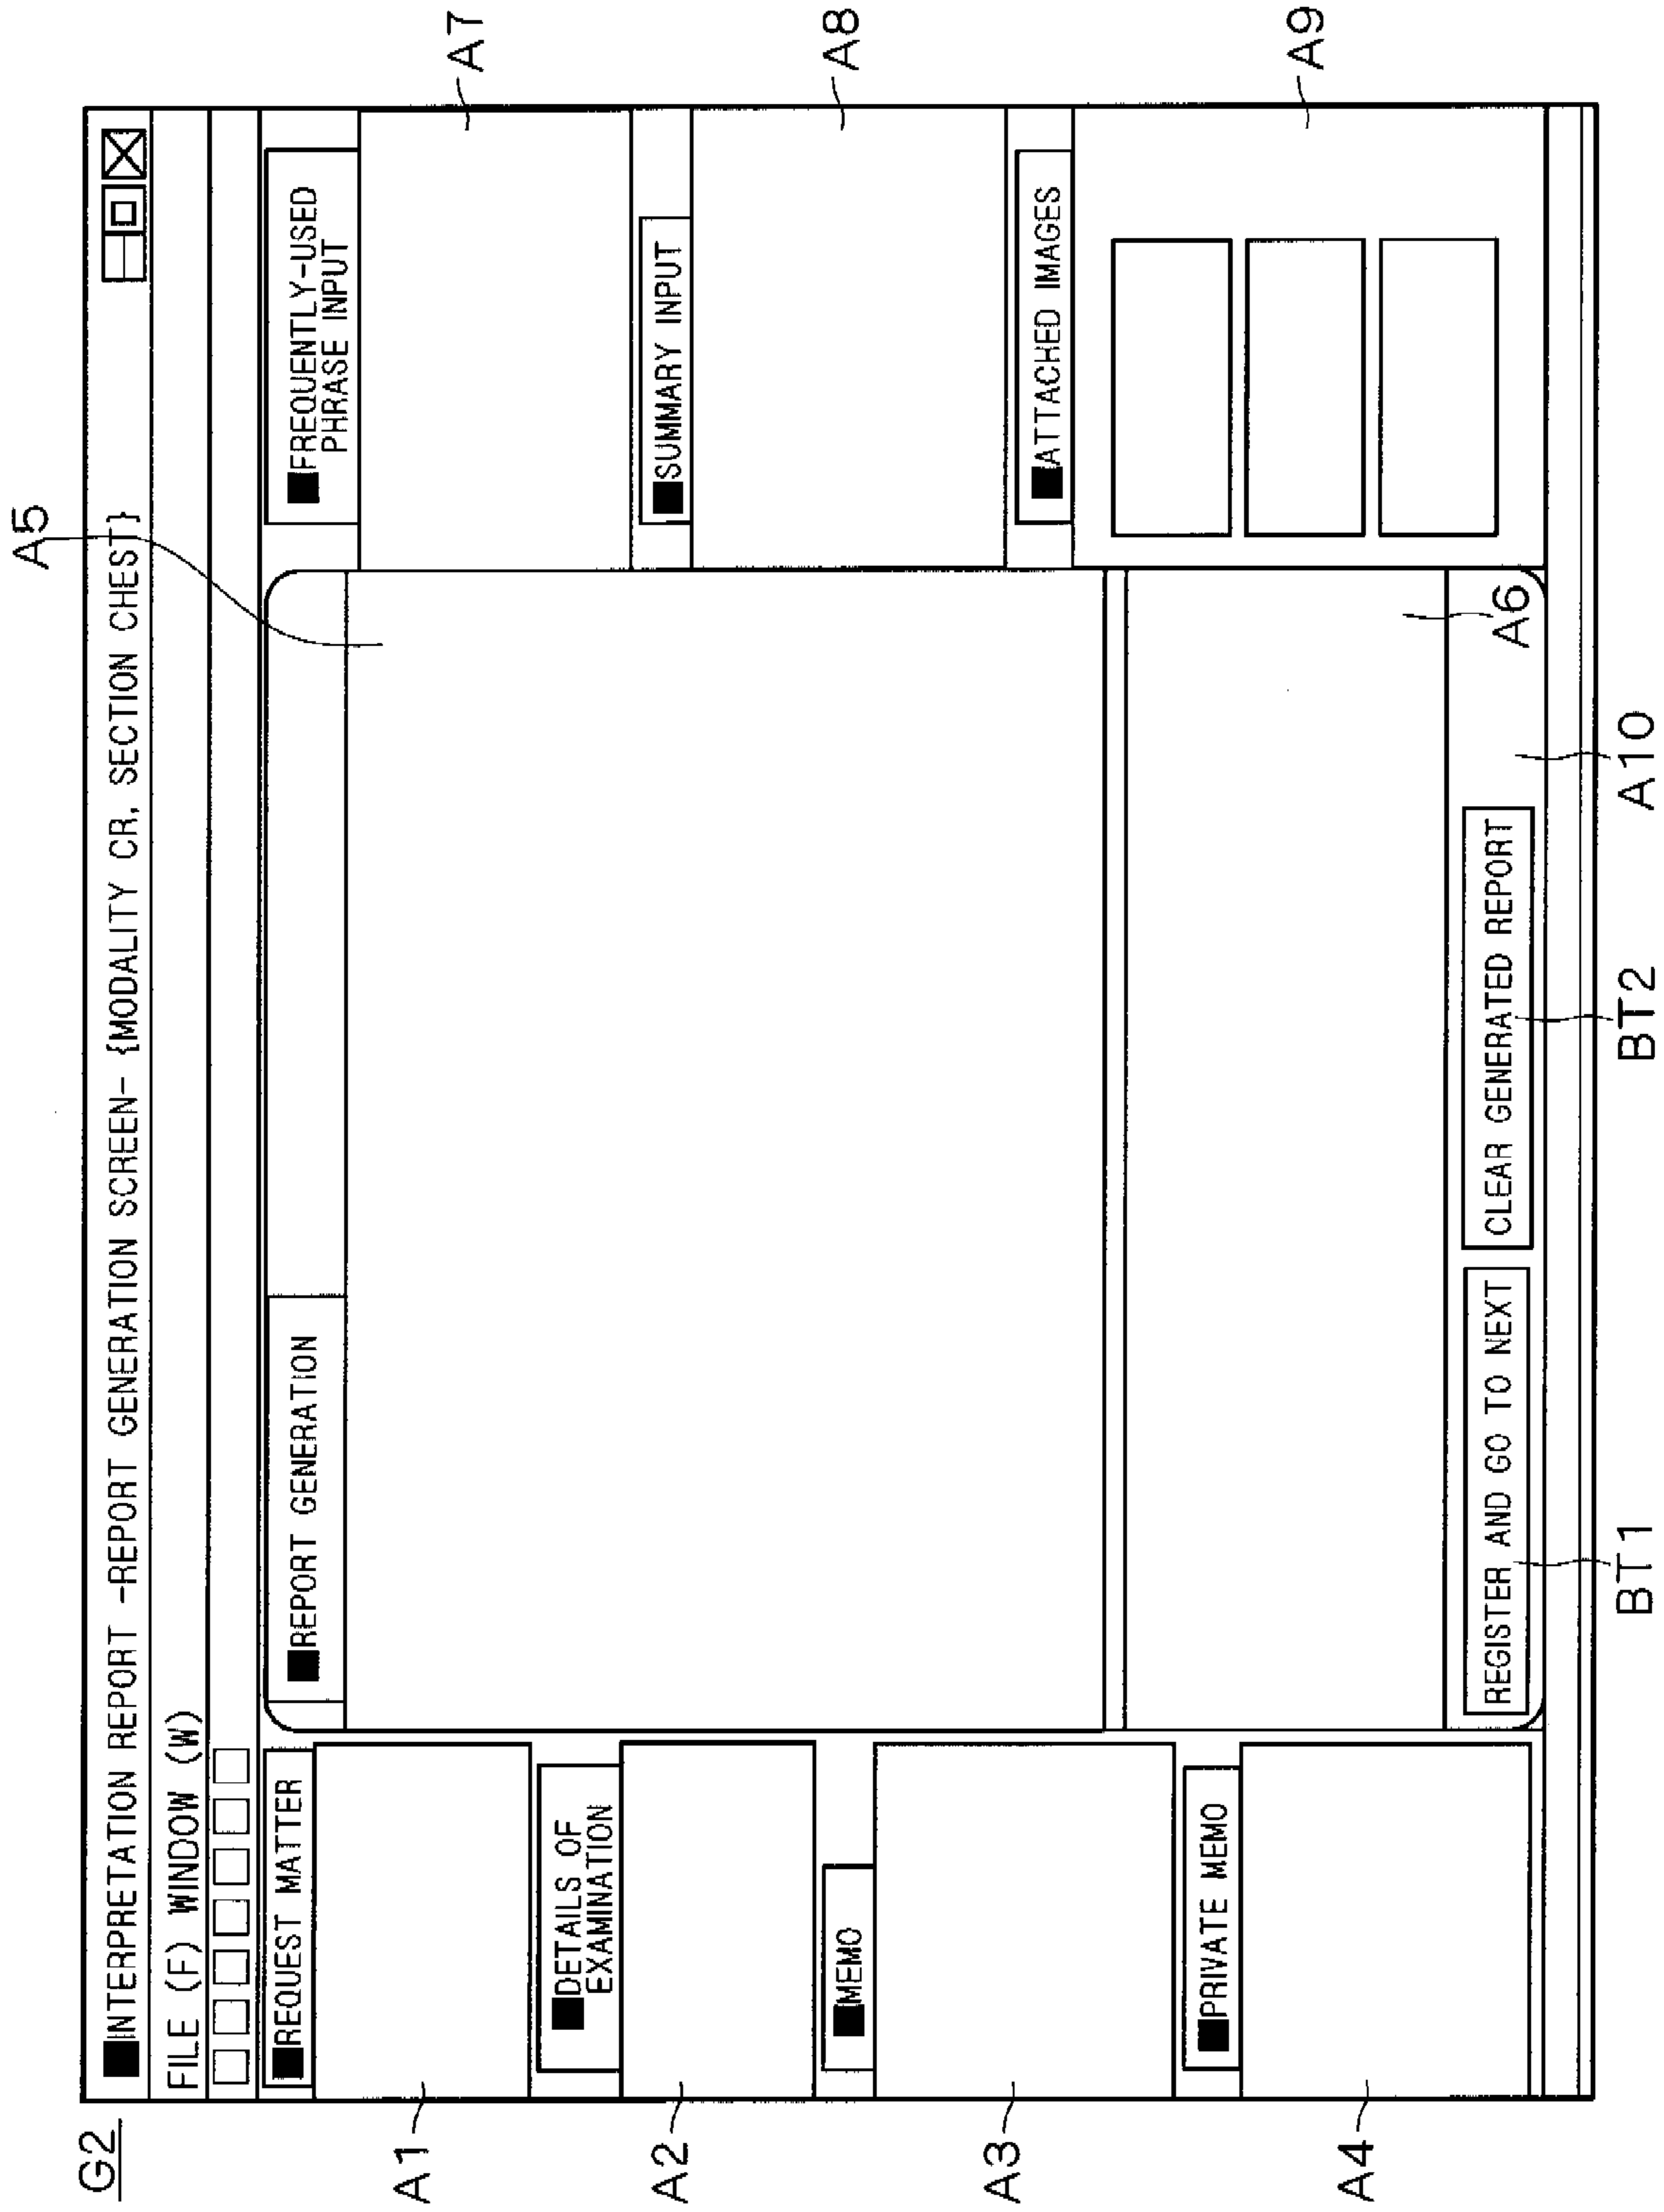 G2
■INTERPRETATION REPORT -REPORT GENERATION SCREEN- {MODALITY CR, SECTION CHEST}
FILE (F) WINDOW (W)
■REQUEST MATTER
A1
■DETAILS OF
EXAMINATION
A2
■MEMO
A3
■PRIVATE MEMO
A4
■REPORT GENERATION
A5
A6
REGISTER AND GO TO NEXT
CLEAR GENERATED REPORT
BT1
BT2
A10
■FREQUENTLY-USED
PHRASE INPUT
A7
■SUMMARY INPUT
A8
■ATTACHED IMAGES
A9